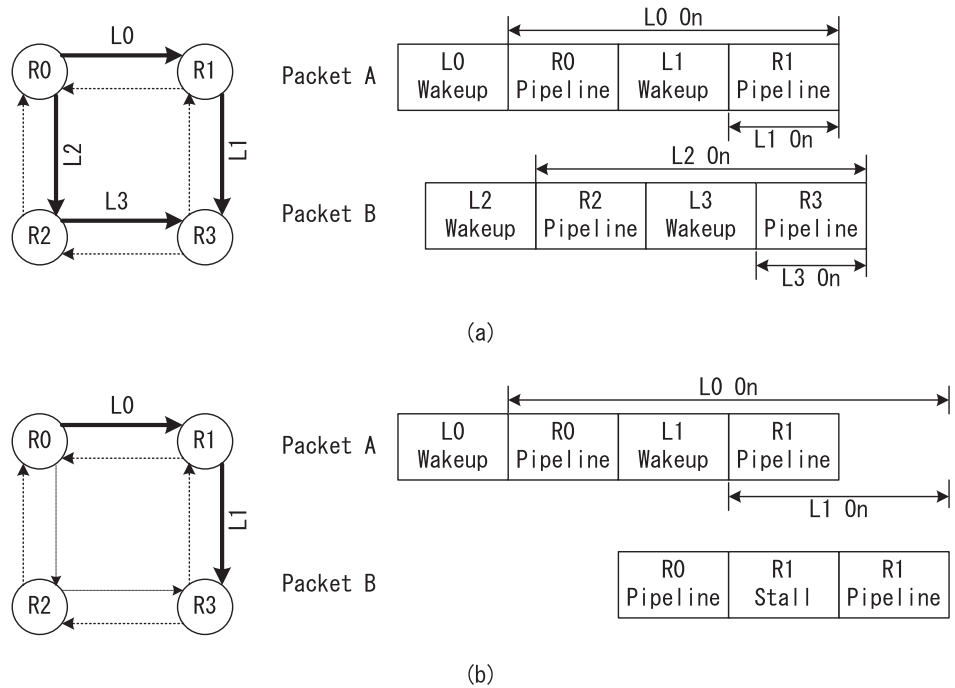 L0
R0
R1
L2
L1
L3
R2
R3
L0 On
Packet A
L0 Wakeup
R0 Pipeline
L1 Wakeup
R1 Pipeline
L1 On
L2 On
Packet B
L2 Wakeup
R2 Pipeline
L3 Wakeup
R3 Pipeline
L3 On
(a)
L0
R0
R1
L1
R2
R3
L0 On
Packet A
L0 Wakeup
R0 Pipeline
L1 Wakeup
R1 Pipeline
L1 On
Packet B
R0 Pipeline
R1 Stall
R1 Pipeline
(b)